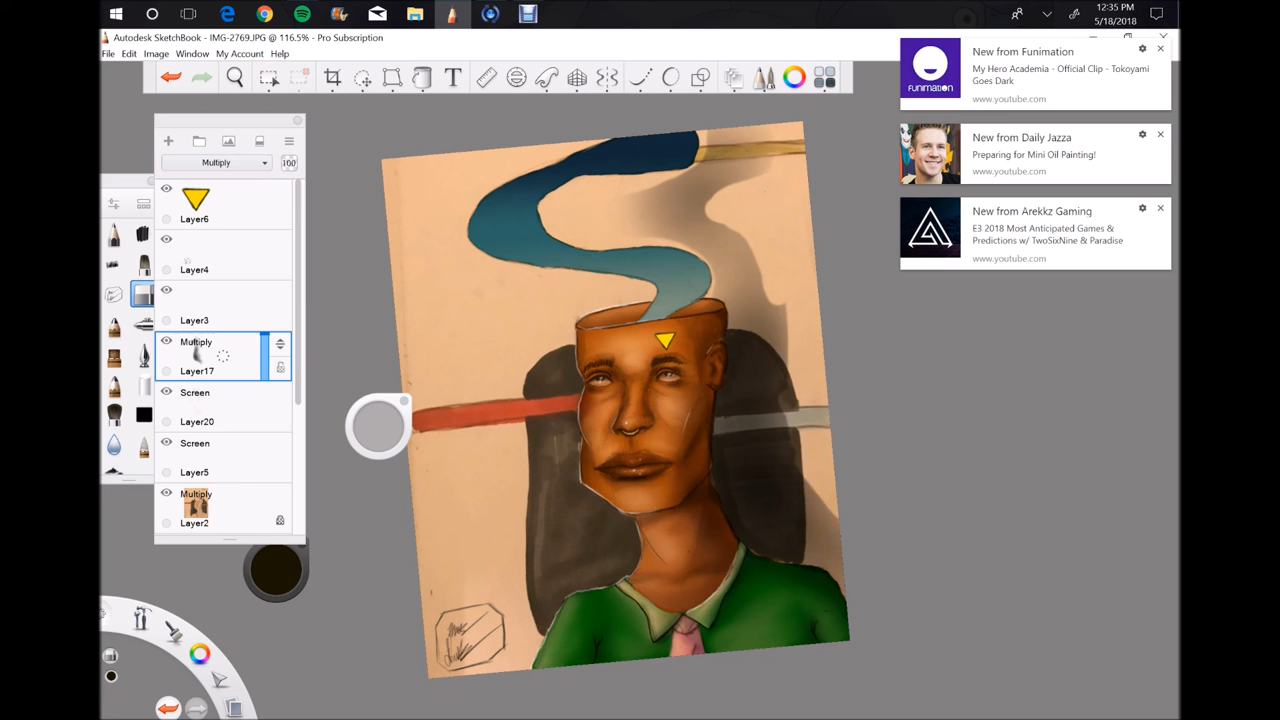 12:35 PM
5/18/2018
Autodesk SketchBook - IMG-2769.JPG @ 116.5% - Pro Subscription
File Edit Image Window My Account Help
T
Multiply 100
Layer6
Layer4
Layer3
Multiply
Layer17
Screen
Layer20
Screen
Layer5
Multiply
Layer2
New from Funimation
My Hero Academia - Official Clip - Tokoyami
Goes Dark
www.youtube.com
FUNIMATION
New from Daily Jazza
Preparing for Mini Oil Painting!
www.youtube.com
New from Arekkz Gaming
E3 2018 Most Anticipated Games &
Predictions w/ TwoSixNine & Paradise
www.youtube.com